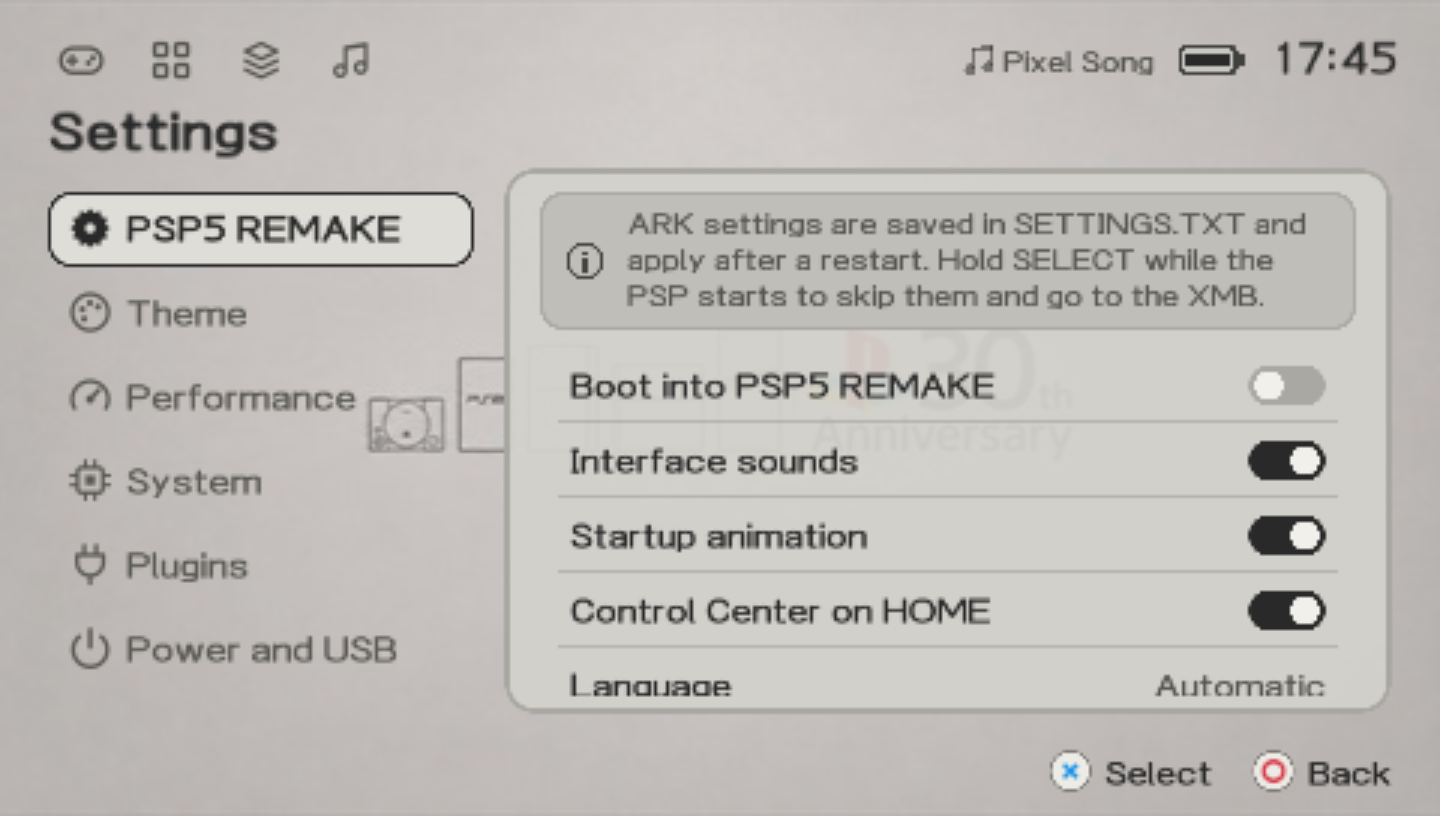 Pixel Song
17:45
Settings
PSP5 REMAKE
Theme
Performance
System
Plugins
Power and USB
ARK settings are saved in SETTINGS.TXT and
apply after a restart. Hold SELECT while the
PSP starts to skip them and go to the XMB.
30th
Anniversary
Boot into PSP5 REMAKE
Interface sounds
Startup animation
Control Center on HOME
Language
Automatic
Select
Back